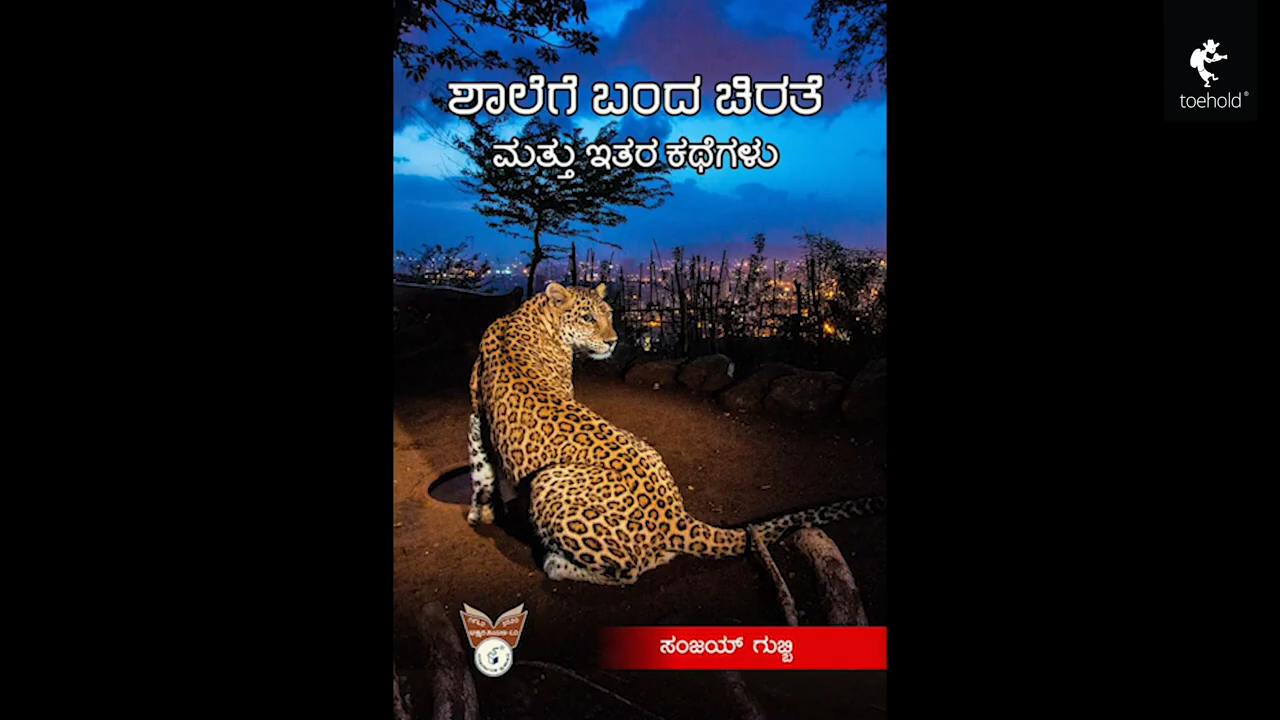 ಶಾಲೆಗೆ ಬಂದ ಚಿರತೆ
ಮತ್ತು ಇತರ ಕಥೆಗಳು
ಸಂಜಯ್ ಗುಬ್ಬಿ
toehold®